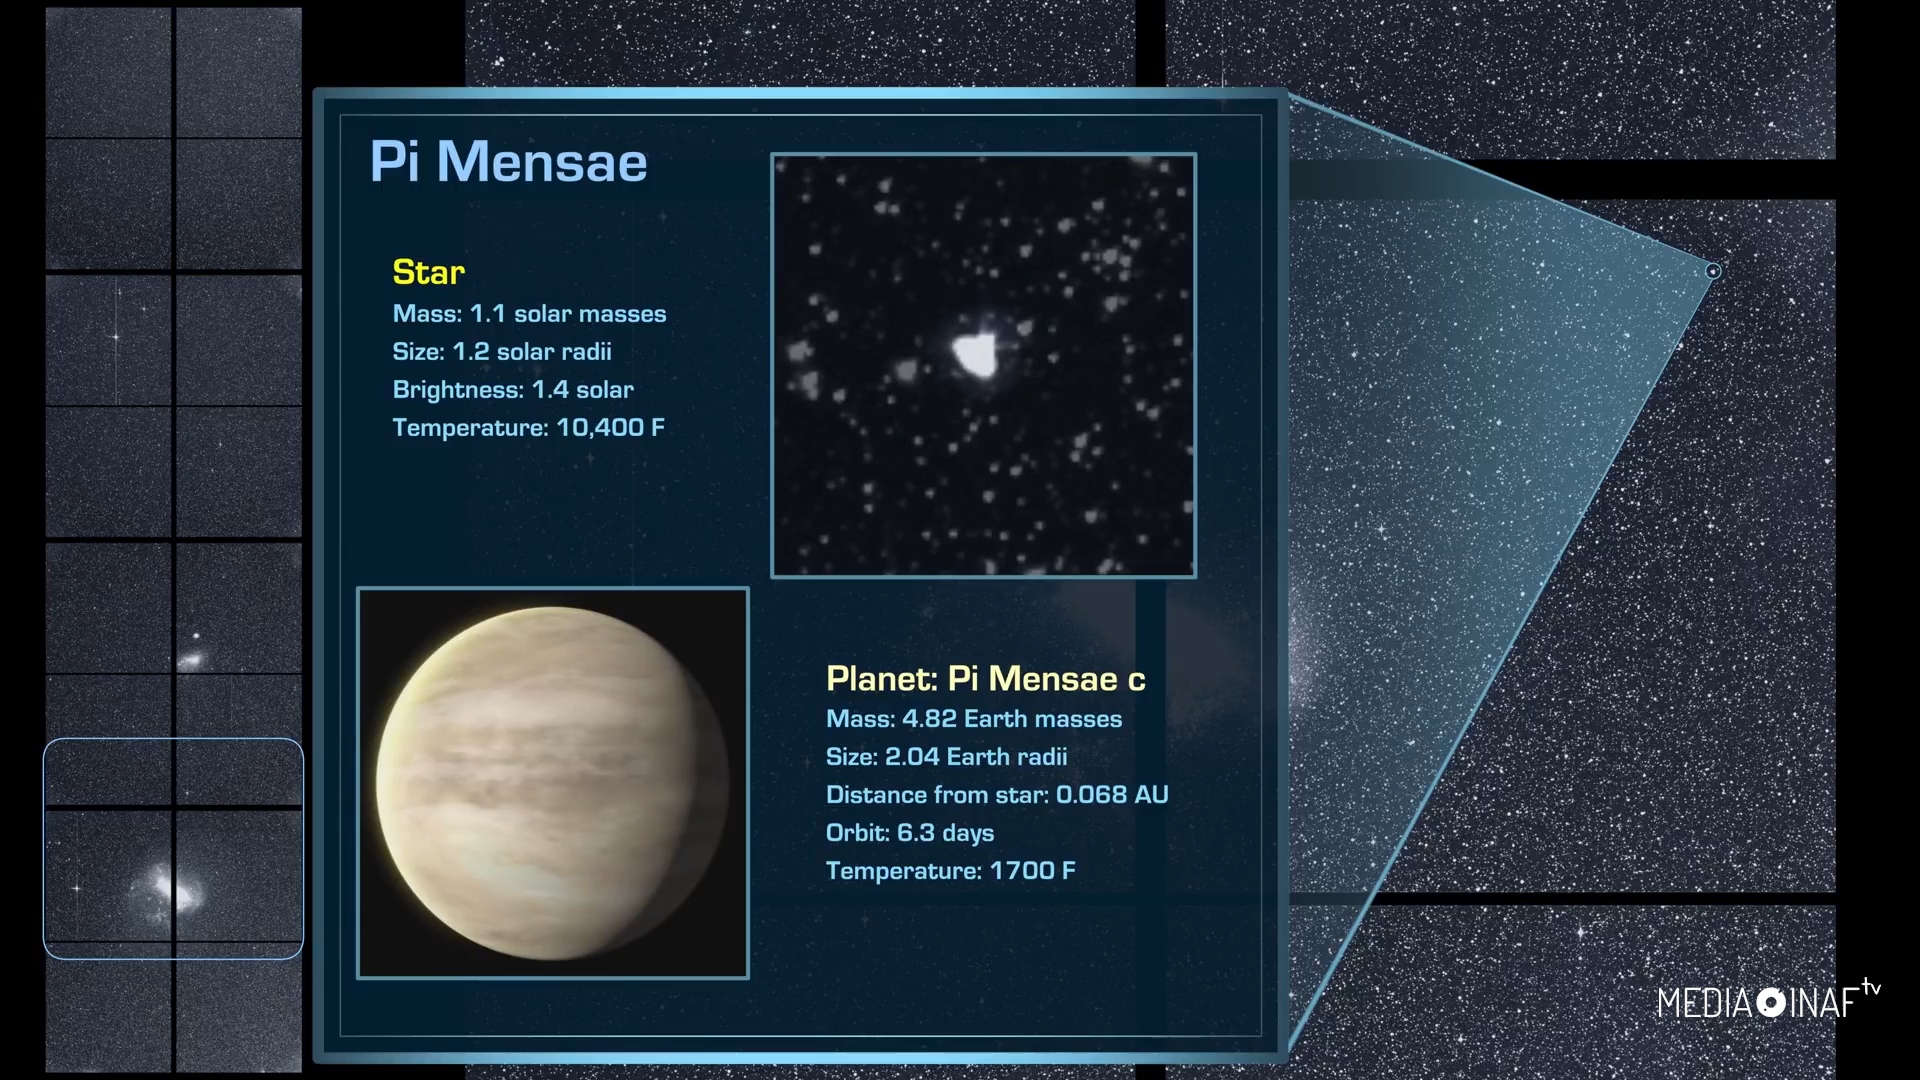 Pi Mensae
Star
Mass: 1.1 solar masses
Size: 1.2 solar radii
Brightness: 1.4 solar
Temperature: 10,400 F
Planet: Pi Mensae c
Mass: 4.82 Earth masses
Size: 2.04 Earth radii
Distance from star: 0.068 AU
Orbit: 6.3 days
Temperature: 1700 F
MEDIA INAF tv